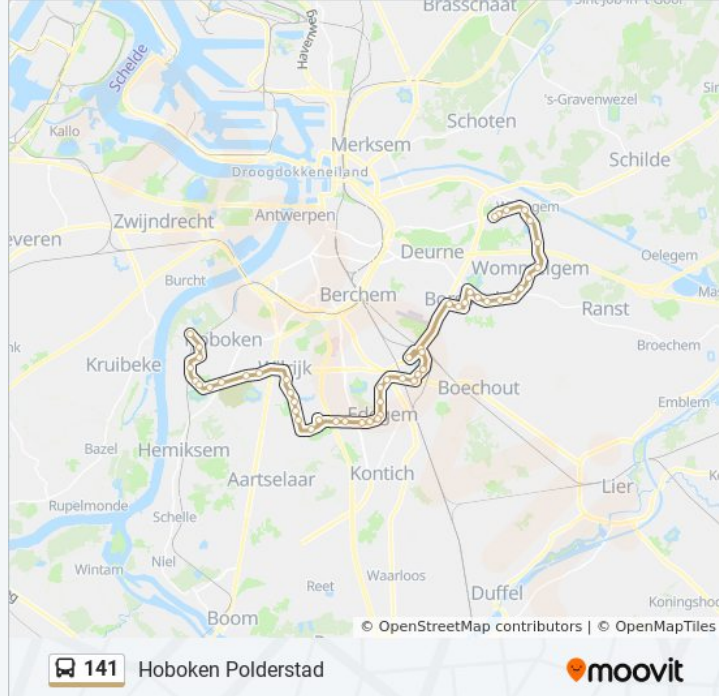 Brasschaat
Havenweg
Schelde
's-Gravenwezel
Kallo
Schoten
Merksem
Schilde
Droogdokkeneiland
Zwijndrecht
Antwerpen
everen
Deurne
Oelegem
Burcht
Berchem
Ranst
Hoboken
Broechem
Kruibeke
Boechout
Emblem
Edegem
Bazel
Hemiksem
Kontich
Aartselaar
Lier
Rupelmonde
Schelle
Niel
Waarloos
Wintam
Reet
Duffel
Koningshoo
Boom
© OpenStreetMap contributors | © OpenMapTiles
141 Hoboken Polderstad
moovit